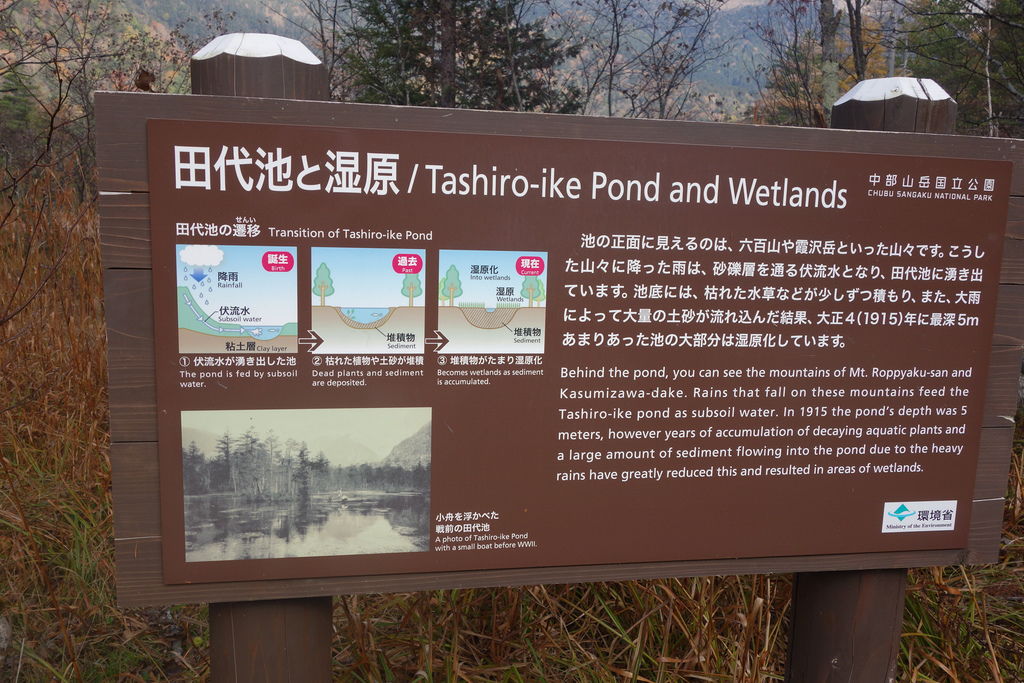 田代池と湿原 / Tashiro-ike Pond and Wetlands
中部山岳国立公園
CHUBU SANGAKU NATIONAL PARK
せんい
田代池の遷移 Transition of Tashiro-ike Pond
誕生
Birth
降雨
Rainfall
伏流水
Subsoil water
粘土層 Clay layer
① 伏流水が湧き出した池
The pond is fed by subsoil
water.
過去
Past
堆積物
Sediment
② 枯れた植物や土砂が堆積
Dead plants and sediment
are deposited.
現在
Current
湿原化
Into wetlands
湿原
Wetlands
堆積物
Sediment
③ 堆積物がたまり湿原化
Becomes wetlands as sediment
is accumulated.
小舟を浮かべた
戦前の田代池
A photo of Tashiro-ike Pond
with a small boat before WWII.
池の正面に見えるのは、六百山や霞沢岳といった山々です。こうし
た山々に降った雨は、砂礫層を通る伏流水となり、田代池に湧き出
ています。池底には、枯れた水草などが少しずつ積もり、また、大雨
によって大量の土砂が流れ込んだ結果、大正4(1915)年に最深5m
あまりあった池の大部分は湿原化しています。
Behind the pond, you can see the mountains of Mt. Roppyaku-san and
Kasumizawa-dake. Rains that fall on these mountains feed the
Tashiro-ike pond as subsoil water. In 1915 the pond's depth was 5
meters, however years of accumulation of decaying aquatic plants and
a large amount of sediment flowing into the pond due to the heavy
rains have greatly reduced this and resulted in areas of wetlands.
環境省
Ministry of the Environment